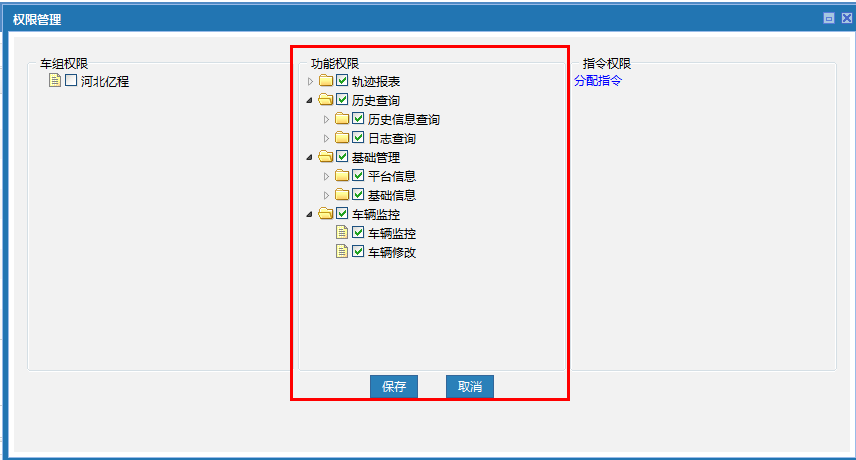 权限管理
车组权限
河北亿程
功能权限
轨迹报表
历史查询
历史信息查询
日志查询
基础管理
平台信息
基础信息
车辆监控
车辆监控
车辆修改
指令权限
分配指令
保存
取消